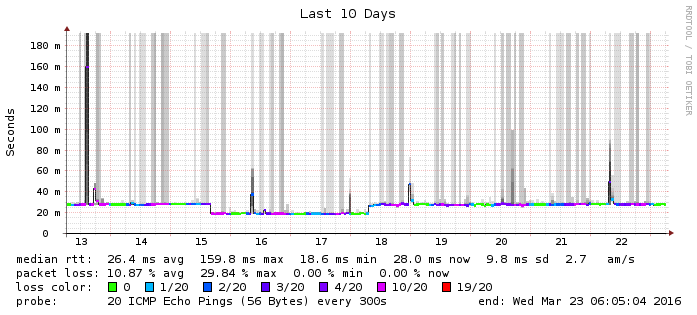 Last 10 Days
RRDTOOL / TOBI OETIKER
Seconds
180 m
160 m
140 m
120 m
100 m
80 m
60 m
40 m
20 m
0
13 14 15 16 17 18 19 20 21 22
median rtt: 26.4 ms avg 159.8 ms max 18.6 ms min 28.0 ms now 9.8 ms sd 2.7 am/s
packet loss: 10.87 % avg 29.84 % max 0.00 % min 0.00 % now
loss color: 0 1/20 2/20 3/20 4/20 10/20 19/20
probe: 20 ICMP Echo Pings (56 Bytes) every 300s end: Wed Mar 23 06:05:04 2016